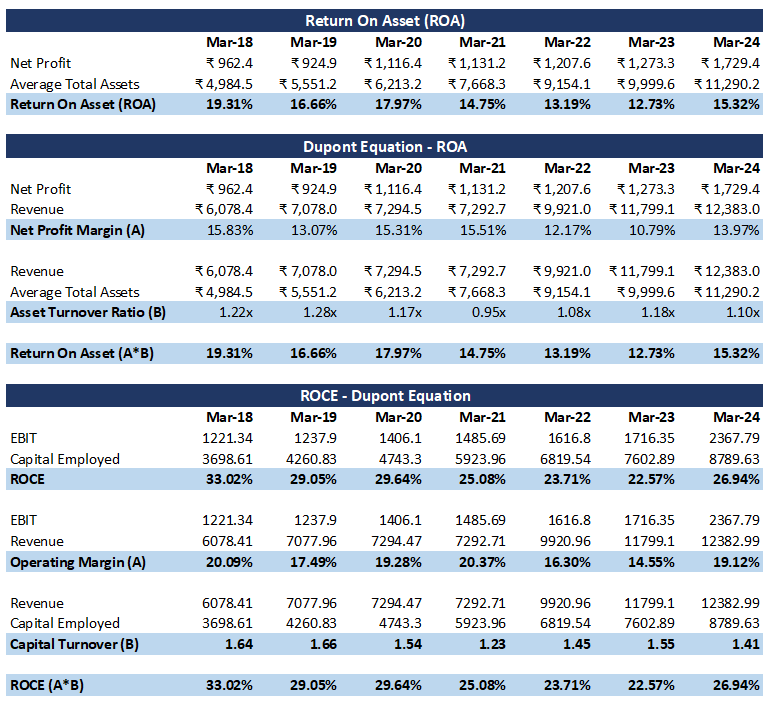 Return On Asset (ROA)
Mar-18 Mar-19 Mar-20 Mar-21 Mar-22 Mar-23 Mar-24
Net Profit ₹ 962.4 ₹ 924.9 ₹ 1,116.4 ₹ 1,131.2 ₹ 1,207.6 ₹ 1,273.3 ₹ 1,729.4
Average Total Assets ₹ 4,984.5 ₹ 5,551.2 ₹ 6,213.2 ₹ 7,668.3 ₹ 9,154.1 ₹ 9,999.6 ₹ 11,290.2
Return On Asset (ROA) 19.31% 16.66% 17.97% 14.75% 13.19% 12.73% 15.32%
Dupont Equation - ROA
Mar-18 Mar-19 Mar-20 Mar-21 Mar-22 Mar-23 Mar-24
Net Profit ₹ 962.4 ₹ 924.9 ₹ 1,116.4 ₹ 1,131.2 ₹ 1,207.6 ₹ 1,273.3 ₹ 1,729.4
Revenue ₹ 6,078.4 ₹ 7,078.0 ₹ 7,294.5 ₹ 7,292.7 ₹ 9,921.0 ₹ 11,799.1 ₹ 12,383.0
Net Profit Margin (A) 15.83% 13.07% 15.31% 15.51% 12.17% 10.79% 13.97%
Revenue ₹ 6,078.4 ₹ 7,078.0 ₹ 7,294.5 ₹ 7,292.7 ₹ 9,921.0 ₹ 11,799.1 ₹ 12,383.0
Average Total Assets ₹ 4,984.5 ₹ 5,551.2 ₹ 6,213.2 ₹ 7,668.3 ₹ 9,154.1 ₹ 9,999.6 ₹ 11,290.2
Asset Turnover Ratio (B) 1.22x 1.28x 1.17x 0.95x 1.08x 1.18x 1.10x
Return On Asset (A*B) 19.31% 16.66% 17.97% 14.75% 13.19% 12.73% 15.32%
ROCE - Dupont Equation
Mar-18 Mar-19 Mar-20 Mar-21 Mar-22 Mar-23 Mar-24
EBIT 1221.34 1237.9 1406.1 1485.69 1616.8 1716.35 2367.79
Capital Employed 3698.61 4260.83 4743.3 5923.96 6819.54 7602.89 8789.63
ROCE 33.02% 29.05% 29.64% 25.08% 23.71% 22.57% 26.94%
EBIT 1221.34 1237.9 1406.1 1485.69 1616.8 1716.35 2367.79
Revenue 6078.41 7077.96 7294.47 7292.71 9920.96 11799.1 12382.99
Operating Margin (A) 20.09% 17.49% 19.28% 20.37% 16.30% 14.55% 19.12%
Revenue 6078.41 7077.96 7294.47 7292.71 9920.96 11799.1 12382.99
Capital Employed 3698.61 4260.83 4743.3 5923.96 6819.54 7602.89 8789.63
Capital Turnover (B) 1.64 1.66 1.54 1.23 1.45 1.55 1.41
ROCE (A*B) 33.02% 29.05% 29.64% 25.08% 23.71% 22.57% 26.94%